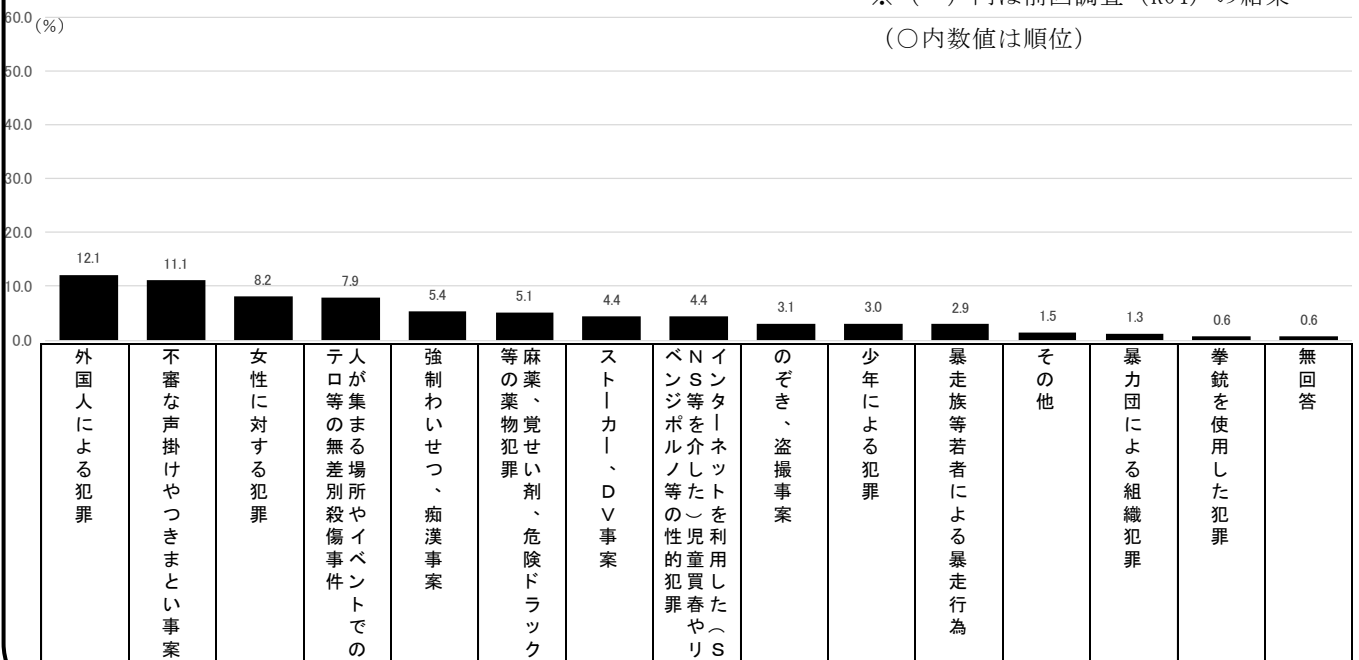 ※（　）内は前回調査（R04）の結果
（○内数値は順位）
(%)
60.0
50.0
40.0
30.0
20.0
10.0
0.0
12.1
11.1
8.2
7.9
5.4
5.1
4.4
4.4
3.1
3.0
2.9
1.5
1.3
0.6
0.6
外国人による犯罪
不審な声掛けやつきまとい事案
女性に対する犯罪
人が集まる場所やイベントでの
テロ等の無差別殺傷事件
強制わいせつ、痴漢事案
麻薬、覚せい剤、危険ドラック
等の薬物犯罪
ストーカー、ＤＶ事案
インターネットを利用した（Ｓ
ＮＳ等を介した）児童買春やリ
ベンジポルノ等の性的犯罪
のぞき、盗撮事案
少年による犯罪
暴走族等若者による暴走行為
その他
暴力団による組織犯罪
拳銃を使用した犯罪
無回答